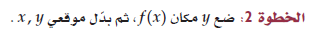 الخطوة 2: ضع y مكان f(x)، ثم بدّل موقعي x, y.